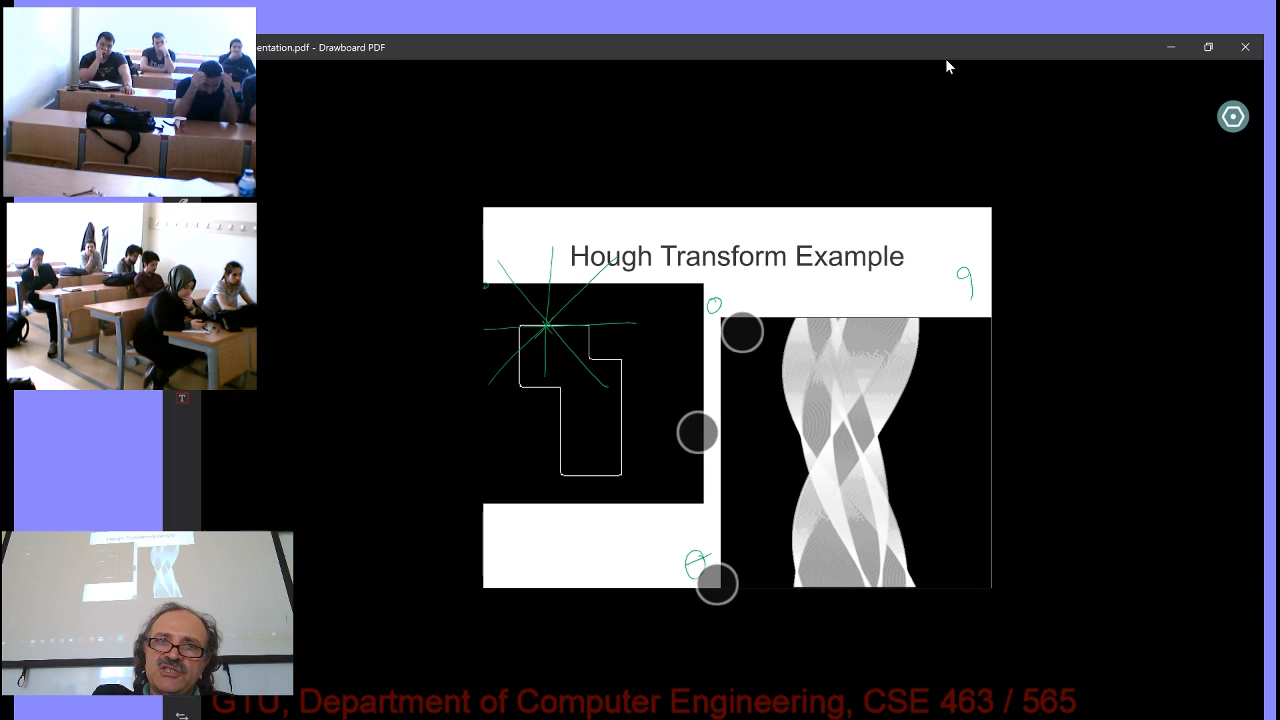 entation.pdf - Drawboard PDF
Hough Transform Example
9
0
θ
T
GTU, Department of Computer Engineering, CSE 463 / 565